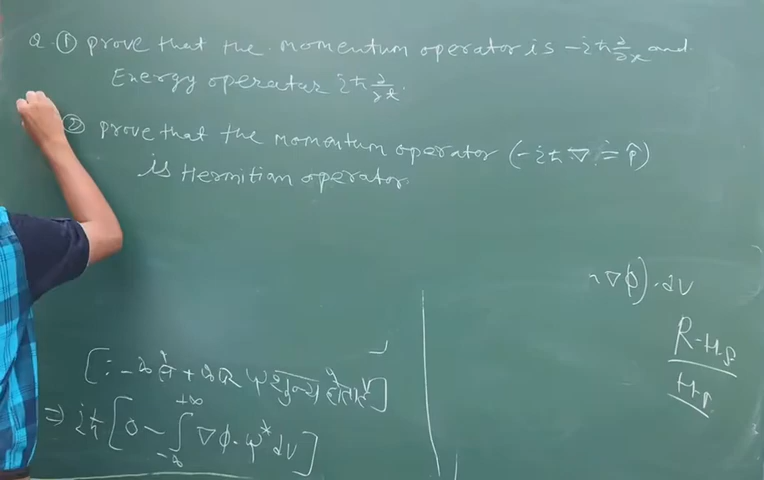 Q. ① prove that the momentum operator is -iħ ∂/∂x and
Energy operator iħ ∂/∂t.
② prove that the momentum operator (-iħ∇ = p̂)
is Hermitian operator.
∇φ)·dV
R.H.S
[∵ -∞ से +∞ पर ψ शून्य होता है]
⇒ iħ[0 - ∫₋∞⁺∞ ∇φ·ψ* dV]